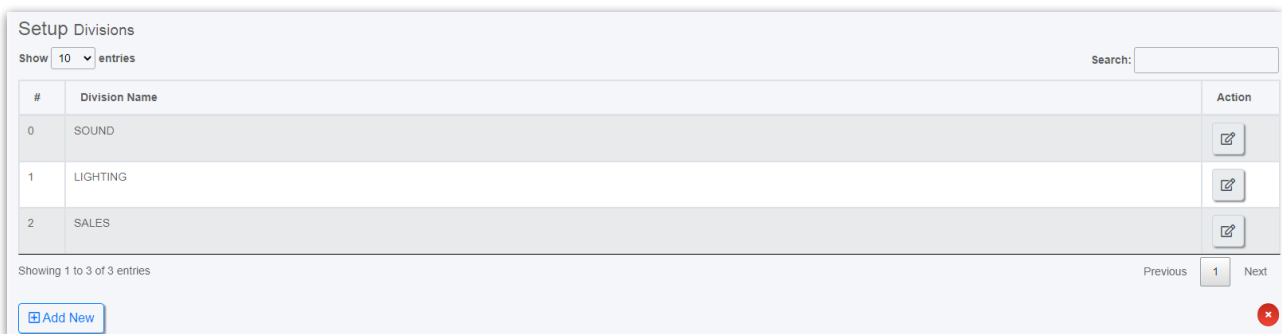 Setup Divisions
Show 10 entries
Search:
# Division Name Action
0 SOUND
1 LIGHTING
2 SALES
Showing 1 to 3 of 3 entries
Previous 1 Next
Add New